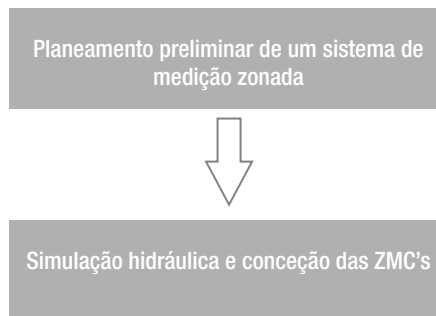 Planeamento preliminar de um sistema de
medição zonada
Simulação hidráulica e conceção das ZMC's